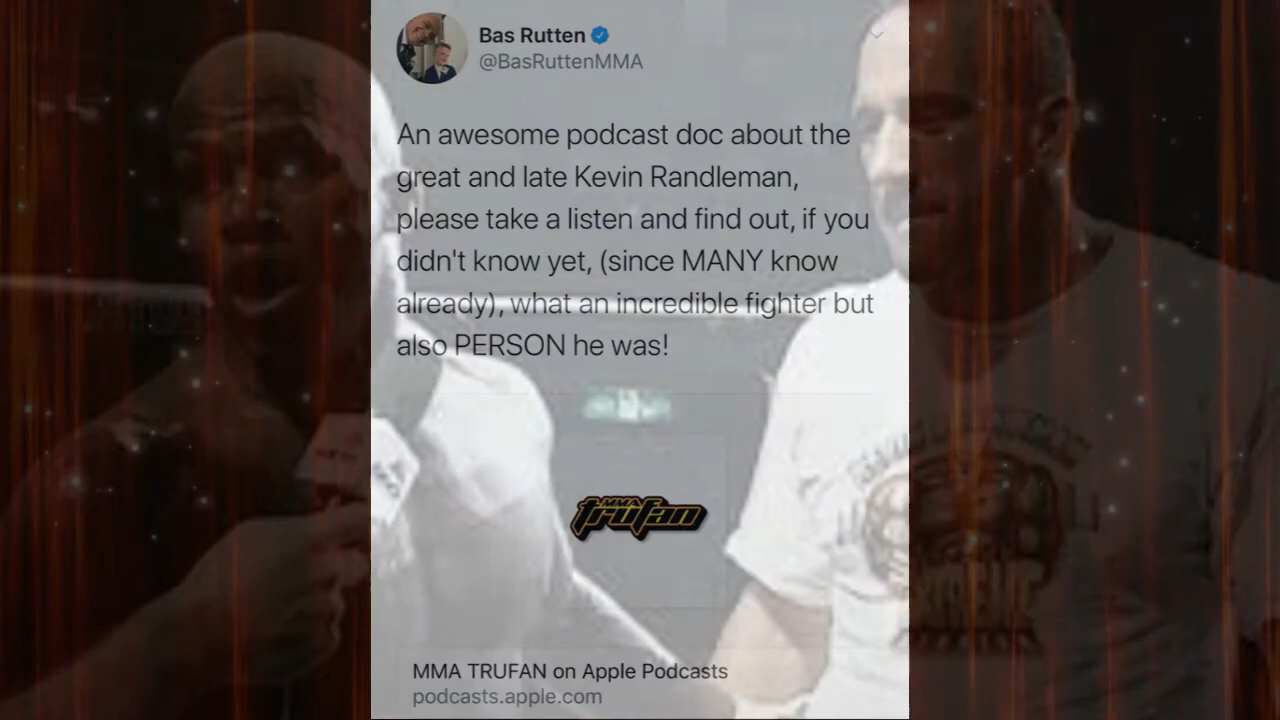 Bas Rutten
@BasRuttenMMA
An awesome podcast doc about the
great and late Kevin Randleman,
please take a listen and find out, if you
didn't know yet, (since MANY know
already), what an incredible fighter but
also PERSON he was!
MMA
trufan
MMA TRUFAN on Apple Podcasts
podcasts.apple.com